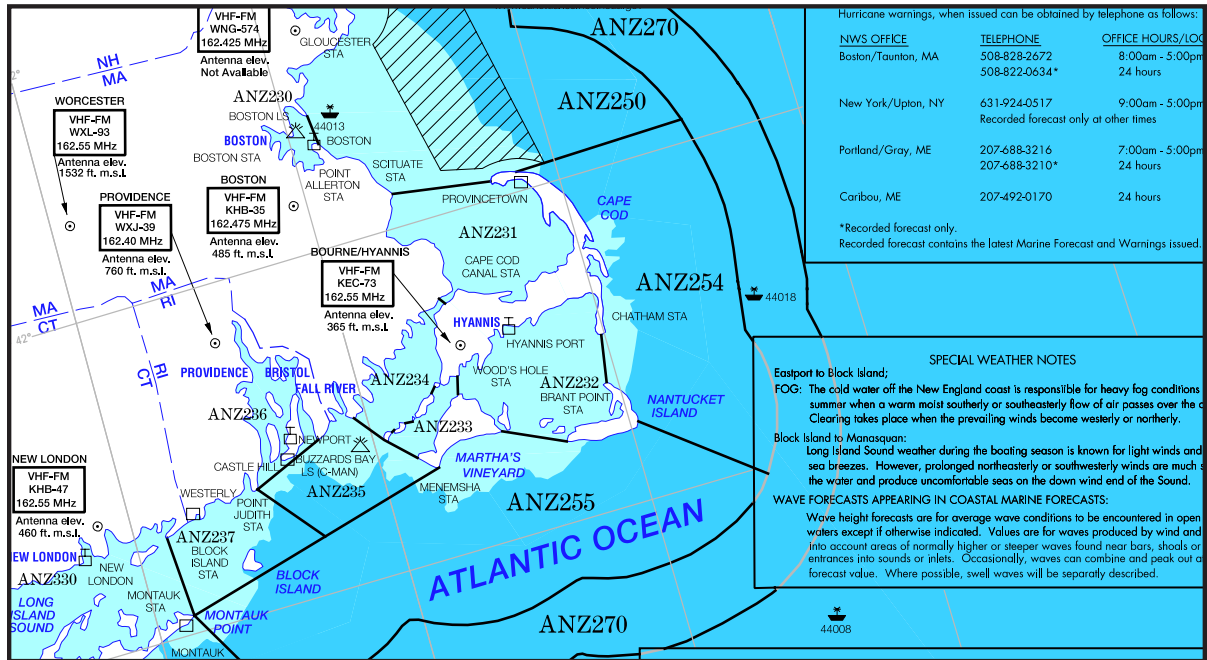 VHF-FM
WNG-574
162.425 MHz
Antenna elev.
Not Available
GLOUCESTER
STA
ANZ270
NH
MA
ANZ230
BOSTON LS
44013
BOSTON
BOSTON
BOSTON STA
POINT
ALLERTON
STA
SCITUATE
STA
ANZ250
WORCESTER
VHF-FM
WXL-93
162.55 MHz
Antenna elev.
1532 ft. m.s.l.
PROVIDENCE
VHF-FM
WXJ-39
162.40 MHz
Antenna elev.
760 ft. m.s.l.
BOSTON
VHF-FM
KHB-35
162.475 MHz
Antenna elev.
485 ft. m.s.l.
PROVINCETOWN
CAPE
COD
ANZ231
CAPE COD
CANAL STA
BOURNE/HYANNIS
VHF-FM
KEC-73
162.55 MHz
Antenna elev.
365 ft. m.s.l.
ANZ254
44018
MA
CT
MA
RI
42°
RI
CT
CHATHAM STA
HYANNIS
HYANNIS PORT
WOOD'S HOLE
STA
PROVIDENCE
BRISTOL
FALL RIVER
ANZ234
ANZ232
BRANT POINT
STA
NANTUCKET
ISLAND
ANZ236
ANZ233
NEWPORT
BUZZARDS BAY
LS (C-MAN)
CASTLE HILL
MARTHA'S
VINEYARD
MENEMSHA
STA
ANZ235
ANZ255
NEW LONDON
VHF-FM
KHB-47
162.55 MHz
Antenna elev.
460 ft. m.s.l.
WESTERLY
POINT
JUDITH
STA
ANZ237
BLOCK
ISLAND
STA
BLOCK
ISLAND
ATLANTIC OCEAN
NEW LONDON
ANZ330
NEW
LONDON
MONTAUK
STA
LONG
ISLAND
SOUND
MONTAUK
POINT
MONTAUK
ANZ270
44008
Hurricane warnings, when issued can be obtained by telephone as follows:
NWS OFFICE TELEPHONE OFFICE HURS/LOC
Boston/Taunton, MA 508-828-2672 8:00am - 5:00pm
508-822-0634* 24 hours
New York/Upton, NY 631-924-0517 9:00am - 5:00pm
Recorded forecast only at other times
Portland/Gray, ME 207-688-3216 7:00am - 5:00pm
207-688-3210* 24 hours
Caribou, ME 207-492-0170 24 hours
*Recorded forecast only.
Recorded forecast contains the latest Marine Forecast and Warnings issued.
SPECIAL WEATHER NOTES
Eastport to Block Island;
FOG: The cold water off the New England coast is responsible for heavy fog conditions
summer when a warm moist southerly or southeasterly flow of air passes over the
Clearing takes place when the prevailing winds become westerly or northerly.
Block Island to Manasquan:
Long Island Sound weather during the boating season is known for light winds and
sea breezes. However, prolonged northeasterly or southwesterly winds are much
the water and produce uncomfortable seas on the down wind end of the Sound.
WAVE FORECASTS APPEARING IN COASTAL MARINE FORECASTS:
Wave height forecasts are for average wave conditions to be encountered in open
waters except if otherwise indicated. Values are for waves produced by wind and
into account areas of normally higher or steeper waves found near bars, shoals or
entrances into sounds or inlets. Occasionally, waves can combine and peak out a
forecast value. Where possible, swell waves will be separatly described.